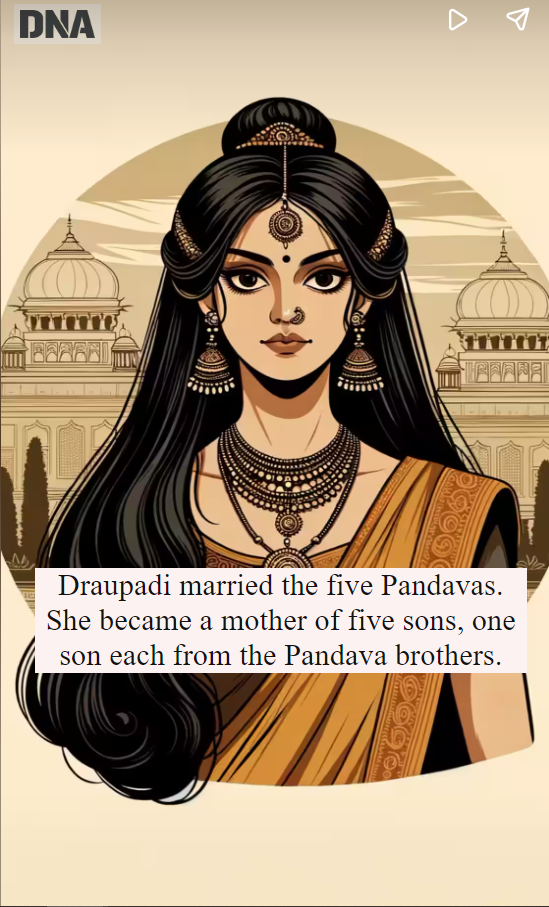 DNA
Draupadi married the five Pandavas.
She became a mother of five sons, one
son each from the Pandava brothers.